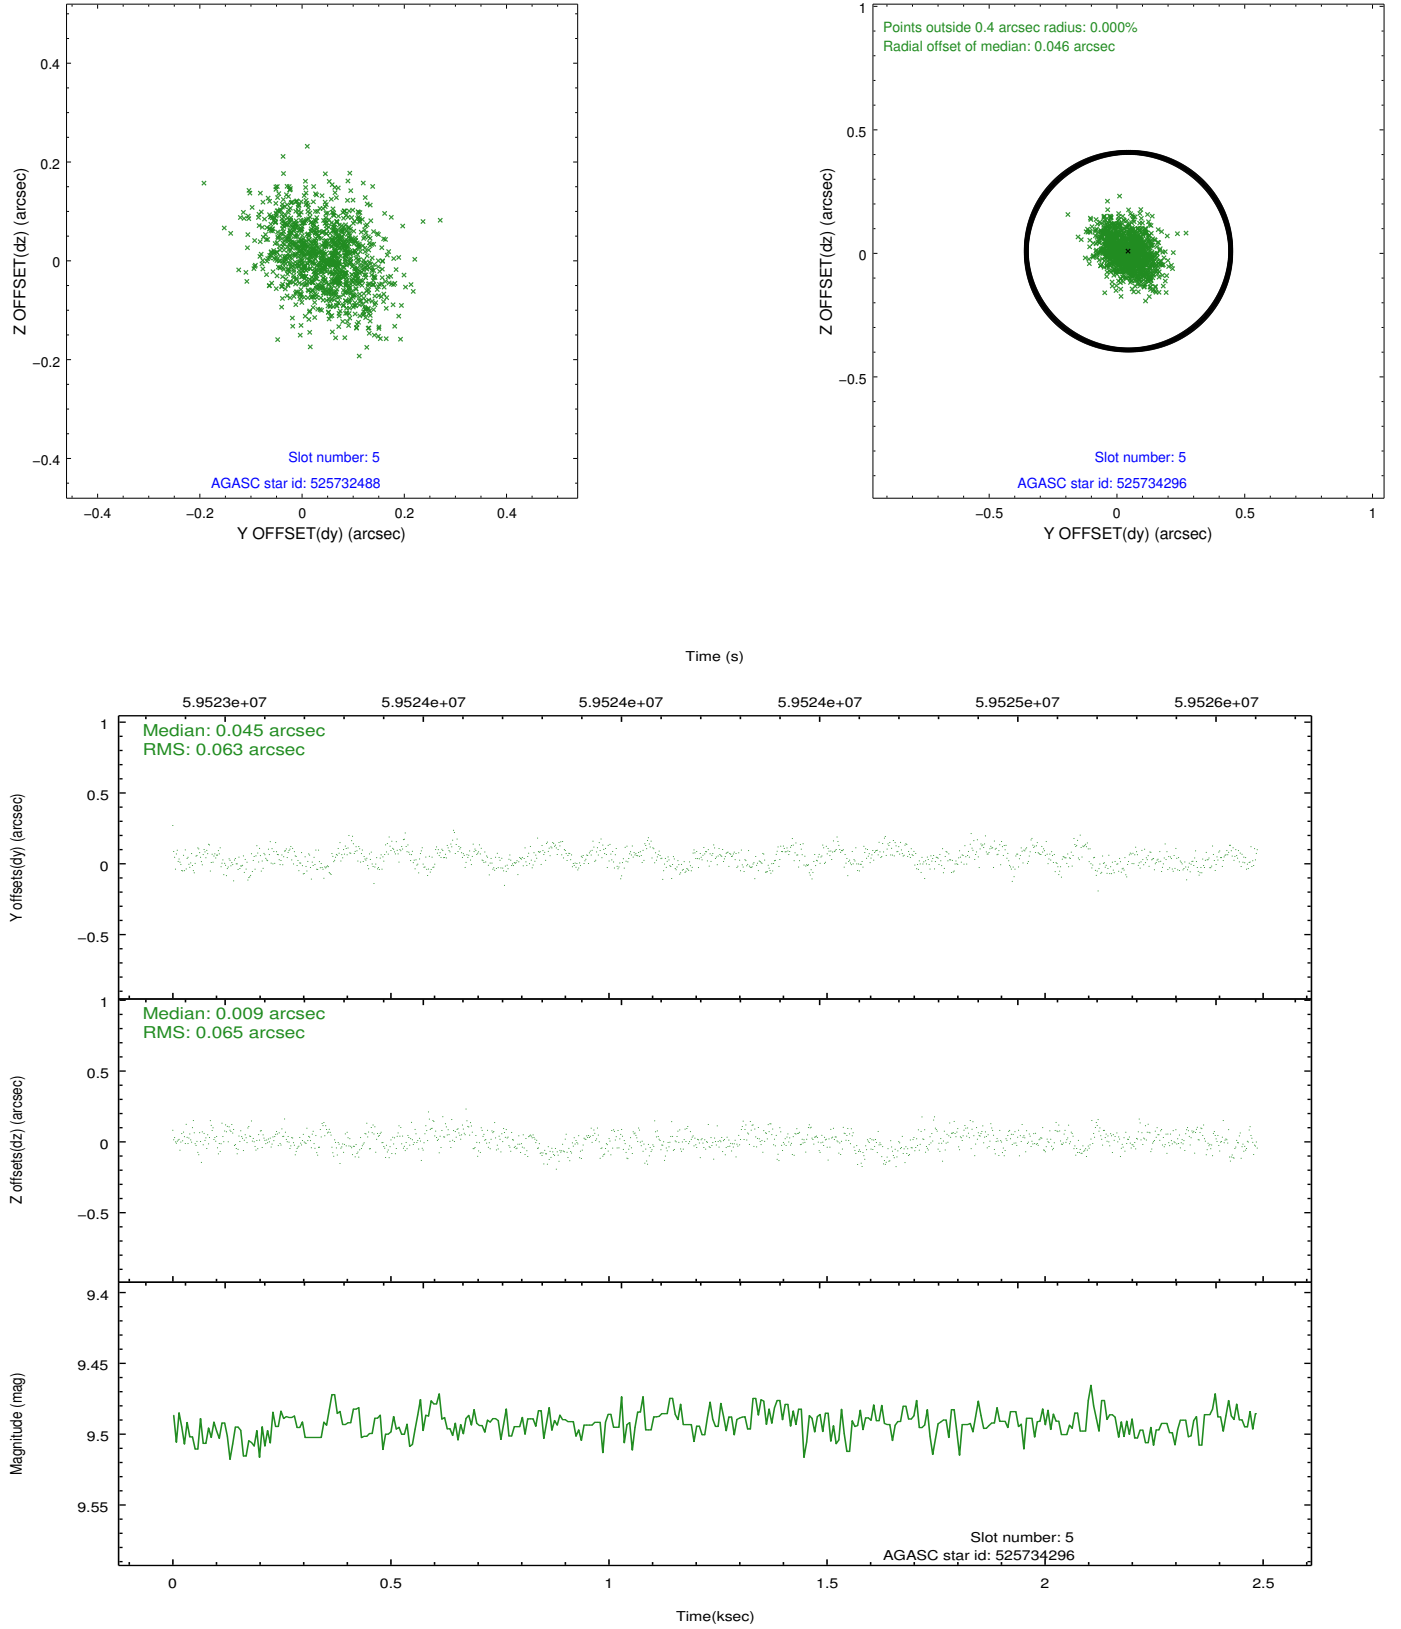 0.4
0.2
0
−0.2
−0.4
Z OFFSET(dz) (arcsec)
Slot number: 5
AGASC star id: 525732488
−0.4 −0.2 0 0.2 0.4
Y OFFSET(dy) (arcsec)
1
0.5
0
−0.5
Z OFFSET(dz) (arcsec)
Points outside 0.4 arcsec radius: 0.000%
Radial offset of median: 0.046 arcsec
Slot number: 5
AGASC star id: 525734296
−0.5 0 0.5 1
Y OFFSET(dy) (arcsec)
Time (s)
5.9523e+07 5.9524e+07 5.9524e+07 5.9524e+07 5.9525e+07 5.9526e+07
Median: 0.045 arcsec
RMS: 0.063 arcsec
1
0.5
0
−0.5
Y offsets(dy) (arcsec)
Median: 0.009 arcsec
RMS: 0.065 arcsec
1
0.5
0
−0.5
Z offsets(dz) (arcsec)
9.4
9.45
9.5
9.55
Magnitude (mag)
Slot number: 5
AGASC star id: 525734296
0 0.5 1 1.5 2 2.5
Time(ksec)